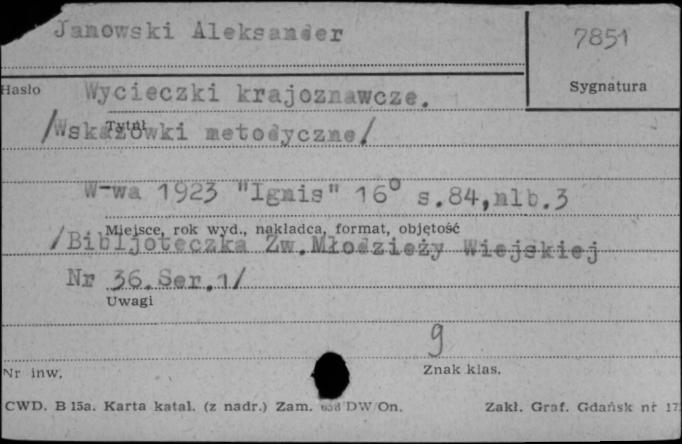 Janowski Aleksander
7851
Hasło
Wycieczki krajoznawcze.
Sygnatura
Tytuł
/Wskazówki metodyczne/
W-wa 1923 "Ignis" 16° s.84,nlb.3
Miejsce, rok wyd., nakładca, format, objętość
/Bibljoteczka Zw.Młodzieży Wiejskiej
Nr 36.Ser.1/
Uwagi
9
Nr inw.
Znak klas.
CWD. B 15a. Karta katal. (z nadr.) Zam. DW/On.
Zakł. Graf. Gdańsk nr 17